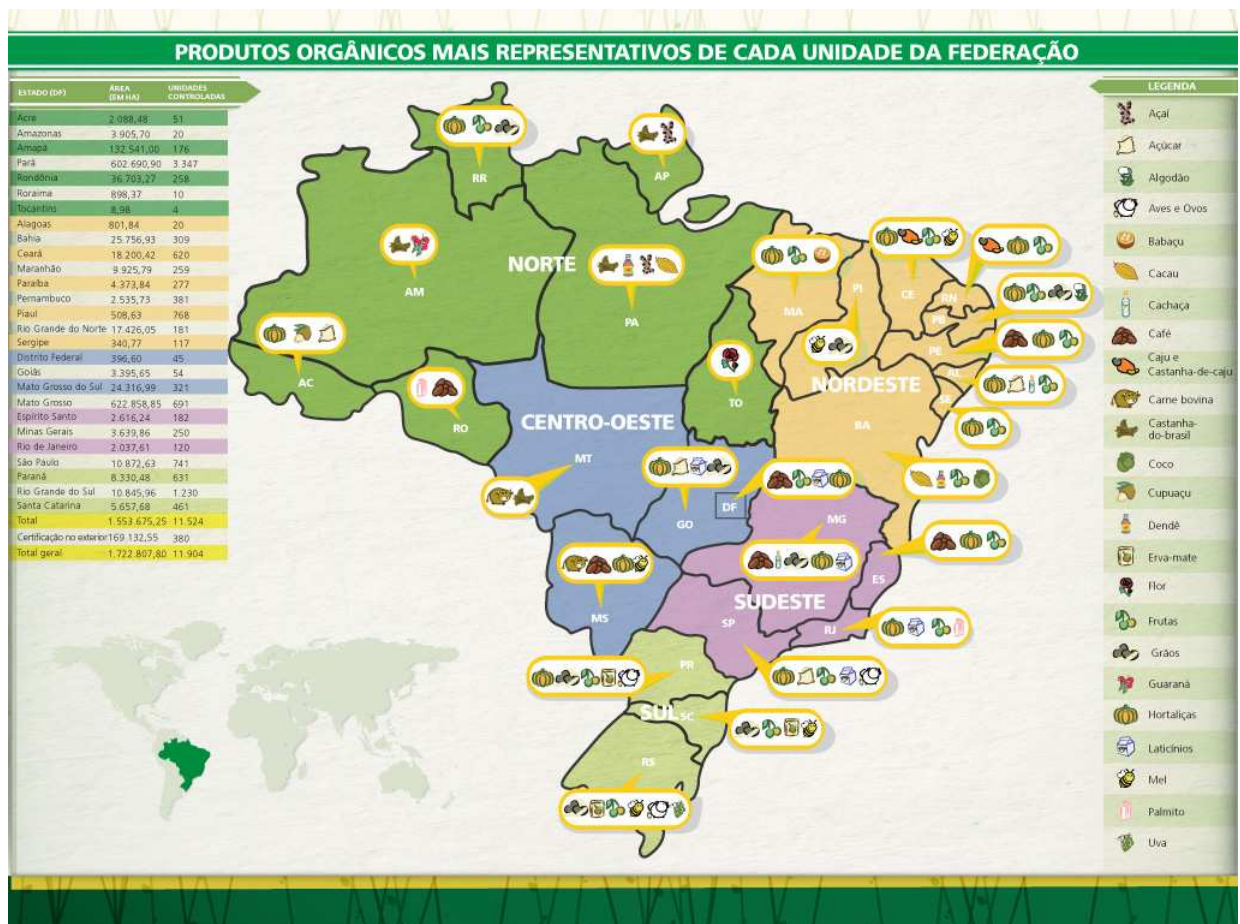 PRODUTOS ORGÂNICOS MAIS REPRESENTATIVOS DE CADA UNIDADE DA FEDERAÇÃO
ESTADO (DF) ÁREA (EM HA) UNIDADES CONTROLADAS
Acre 2.088,48 51
Amazonas 3.905,70 20
Amapá 132.541,00 176
Pará 602.690,90 3.347
Rondônia 36.703,27 258
Roraima 898,37 10
Tocantins 8,98 4
Alagoas 801,84 20
Bahia 25.756,93 309
Ceará 18.200,42 620
Maranhão 9.925,79 259
Paraíba 4.373,84 277
Pernambuco 2.535,73 381
Piauí 508,63 768
Rio Grande do Norte 17.426,05 181
Sergipe 340,77 117
Distrito Federal 396,60 45
Goiás 3.395,65 54
Mato Grosso do Sul 24.316,99 321
Mato Grosso 622.858,85 691
Espírito Santo 2.616,24 182
Minas Gerais 3.639,86 250
Rio de Janeiro 2.037,61 120
São Paulo 10.872,63 741
Paraná 8.330,48 631
Rio Grande do Sul 10.845,96 1.230
Santa Catarina 5.657,68 461
Total 1.553.675,25 11.524
Certificação no exterior 169.132,55 380
Total geral 1.722.807,80 11.904
RR
AP
NORTE
AM
PA
AC
RO
TO
MA
PI
CE
RN
PB
PE
AL
SE
NORDESTE
BA
CENTRO-OESTE
MT
GO
DF
MS
MG
ES
SUDESTE
SP
RJ
PR
SUL
SC
RS
LEGENDA
Açaí
Açúcar
Algodão
Aves e Ovos
Babaçu
Cacau
Cachaça
Café
Caju e
Castanha-de-caju
Carne bovina
Castanha-
do-brasil
Coco
Cupuaçu
Dendê
Erva-mate
Flor
Frutas
Grãos
Guaraná
Hortaliças
Laticínios
Mel
Palmito
Uva